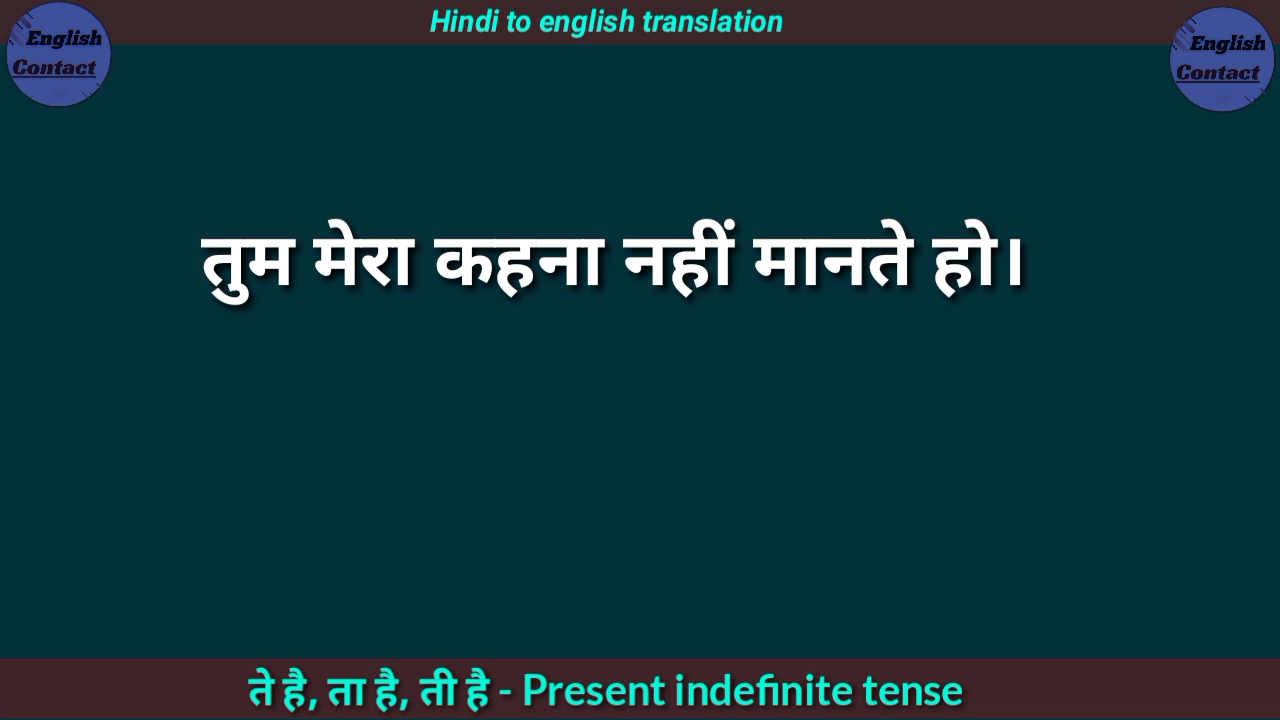 Hindi to english translation
English
Contact
English
Contact
तुम मेरा कहना नहीं मानते हो।
ते है, ता है, ती है - Present indefinite tense